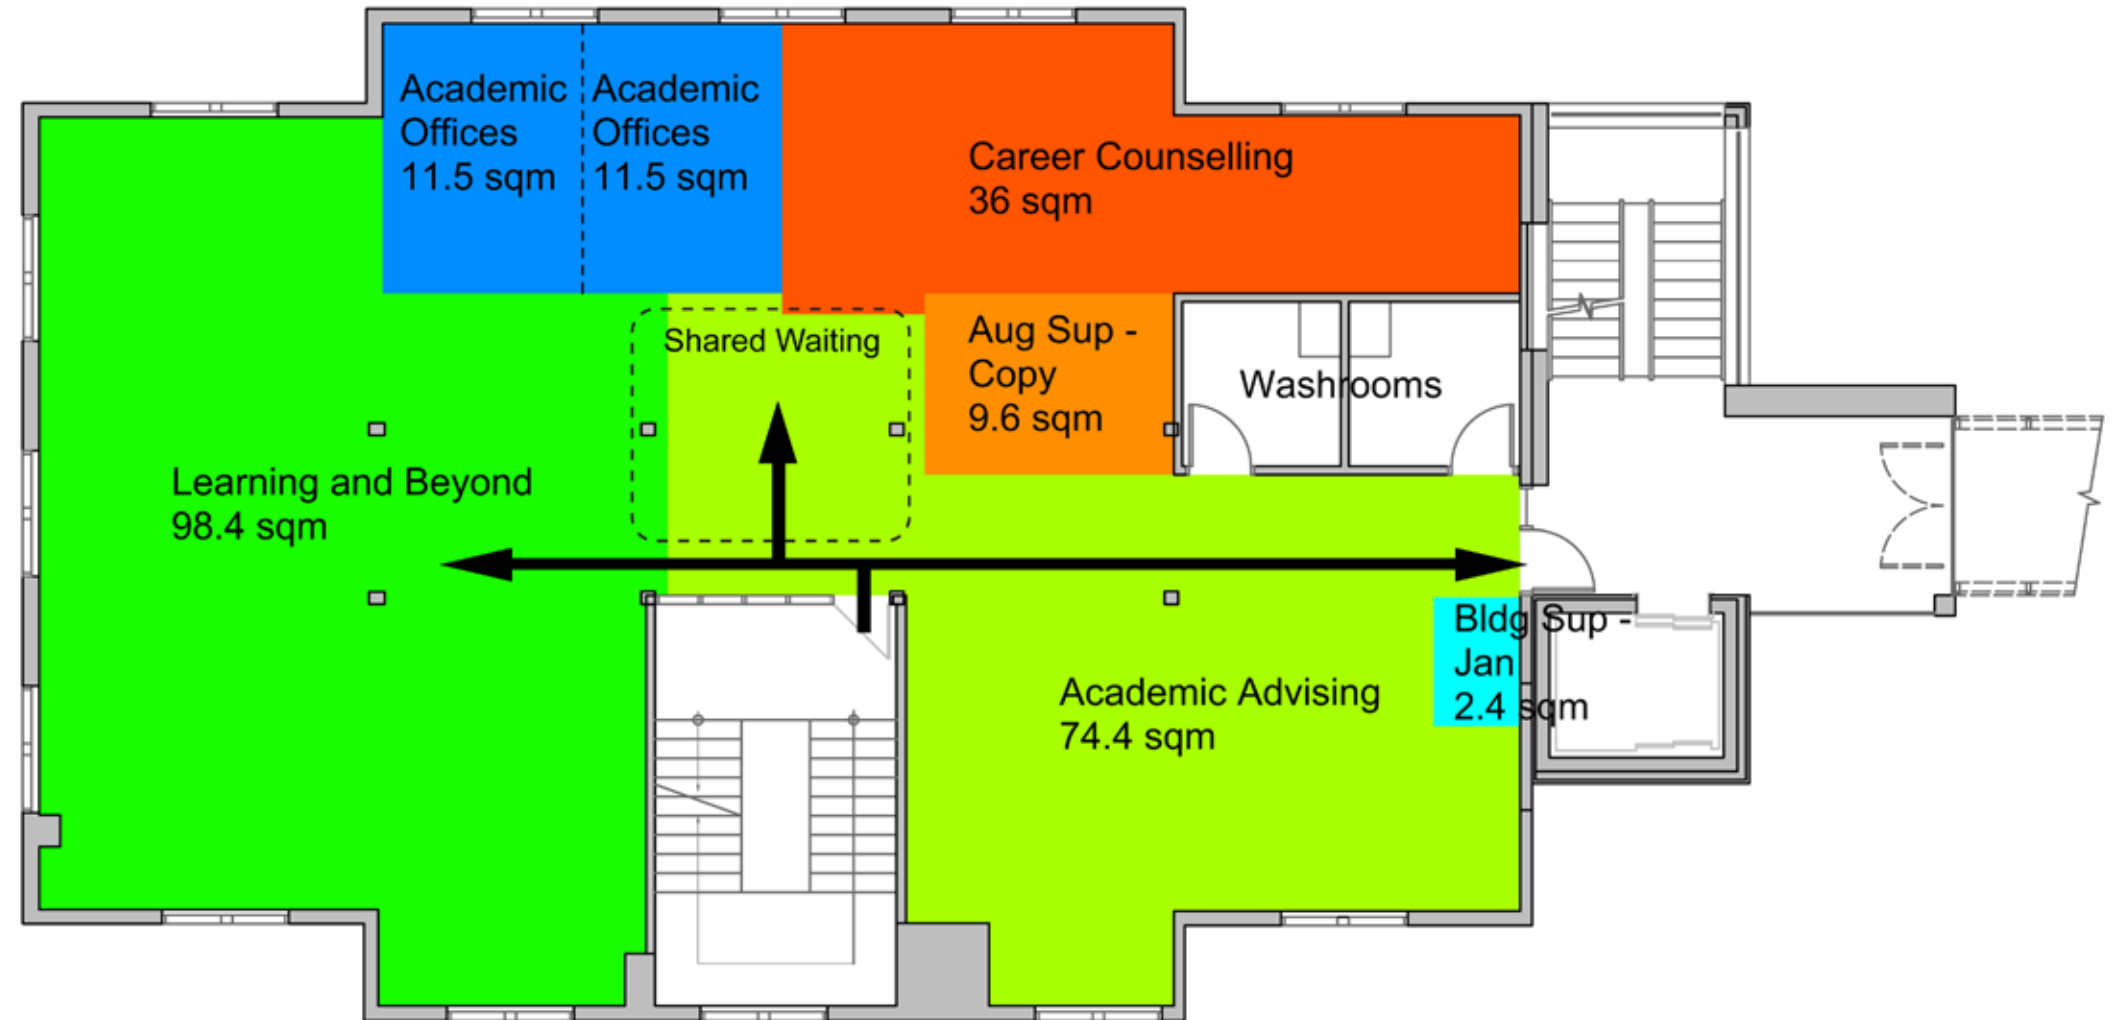 Academic
Offices
11.5 sqm
Academic
Offices
11.5 sqm
Career Counselling
36 sqm
Shared Waiting
Aug Sup -
Copy
9.6 sqm
Washrooms
Learning and Beyond
98.4 sqm
Bldg Sup -
Jan
2.4 sqm
Academic Advising
74.4 sqm